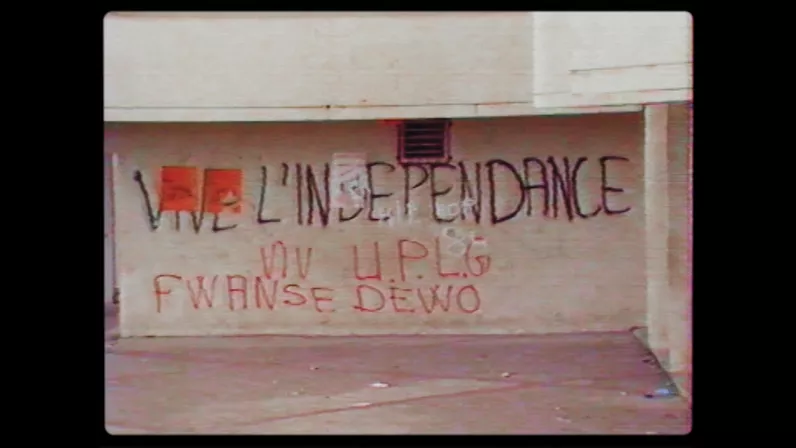 VIVE L'INDEPENDANCE
VIV U.P.L.G
FWANSE DEWO